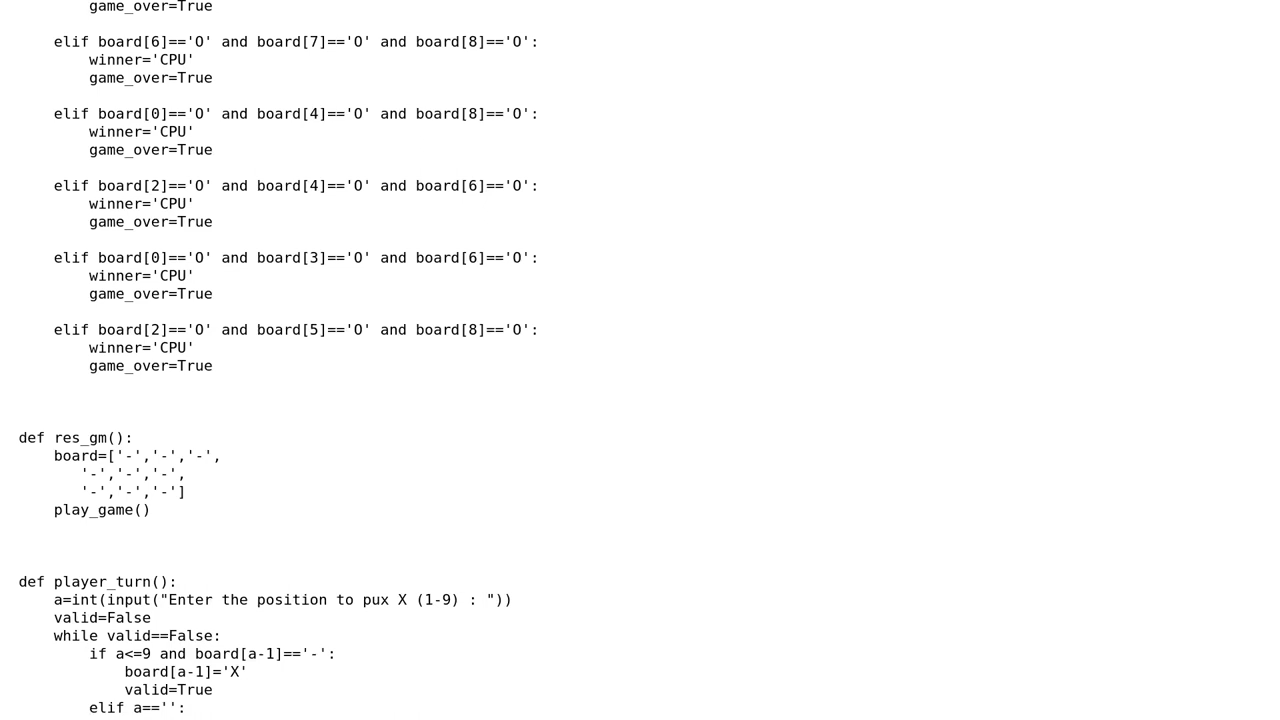 game_over=True
    elif board[6]=='O' and board[7]=='O' and board[8]=='O':
        winner='CPU'
        game_over=True
    elif board[0]=='O' and board[4]=='O' and board[8]=='O':
        winner='CPU'
        game_over=True
    elif board[2]=='O' and board[4]=='O' and board[6]=='O':
        winner='CPU'
        game_over=True
    elif board[0]=='O' and board[3]=='O' and board[6]=='O':
        winner='CPU'
        game_over=True
    elif board[2]=='O' and board[5]=='O' and board[8]=='O':
        winner='CPU'
        game_over=True
def res_gm():
    board=['-','-','-',
       '-','-','-',
       '-','-','-']
    play_game()
def player_turn():
    a=int(input("Enter the position to pux X (1-9) : "))
    valid=False
    while valid==False:
        if a<=9 and board[a-1]=='-':
            board[a-1]='X'
            valid=True
        elif a=='':